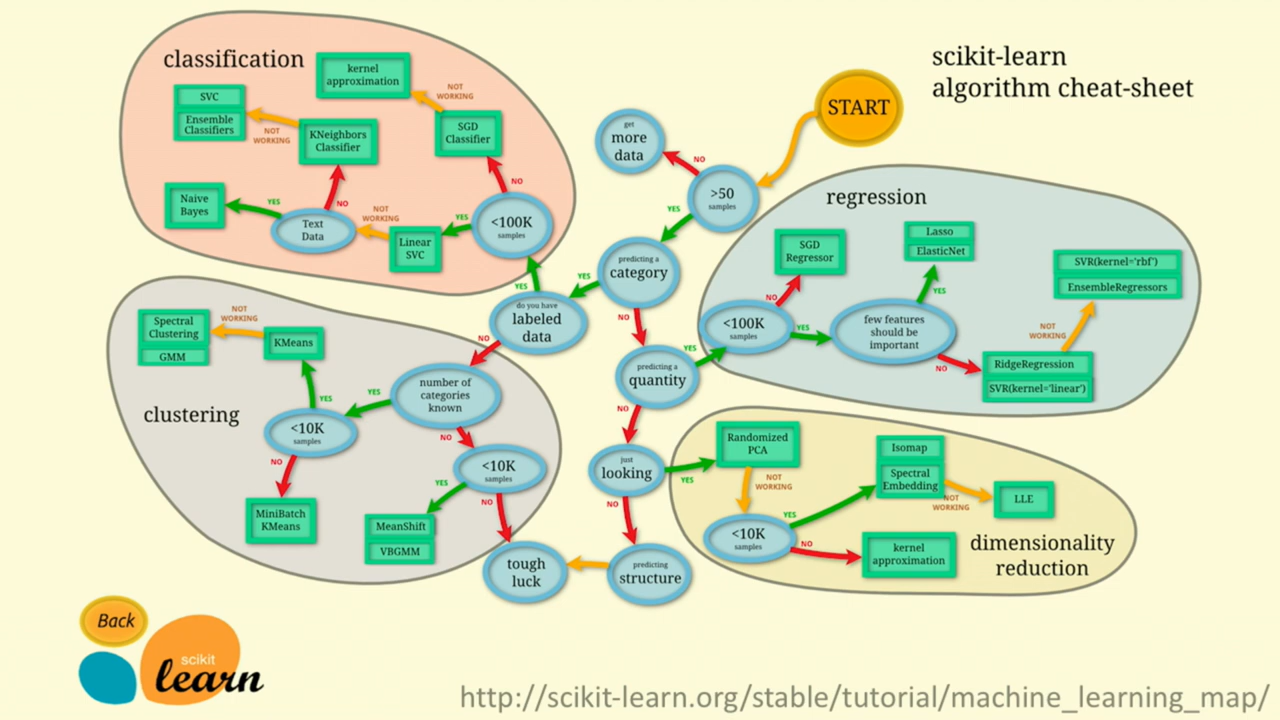 scikit-learn
algorithm cheat-sheet
START
classification
kernel
approximation
NOT
WORKING
SVC
Ensemble
Classifiers
NOT
WORKING
KNeighbors
Classifier
SGD
Classifier
NO
Naive
Bayes
YES
Text
Data
NO
NOT
WORKING
Linear
SVC
YES
<100K
samples
YES
get
more
data
NO
>50
samples
YES
predicting a
category
YES
NO
do you have
labeled
data
NO
predicting a
quantity
YES
NO
just
looking
YES
NO
predicting
structure
tough
luck
regression
SGD
Regressor
NO
<100K
samples
YES
Lasso
ElasticNet
YES
few features
should be
important
NO
SVR(kernel='rbf')
EnsembleRegressors
NOT
WORKING
RidgeRegression
SVR(kernel='linear')
clustering
Spectral
Clustering
GMM
NOT
WORKING
KMeans
YES
<10K
samples
NO
MiniBatch
KMeans
number of
categories
known
YES
NO
<10K
samples
YES
NO
MeanShift
VBGMM
dimensionality
reduction
Randomized
PCA
NOT
WORKING
<10K
samples
YES
NO
Isomap
Spectral
Embedding
NOT
WORKING
LLE
kernel
approximation
Back
scikit
learn
http://scikit-learn.org/stable/tutorial/machine_learning_map/